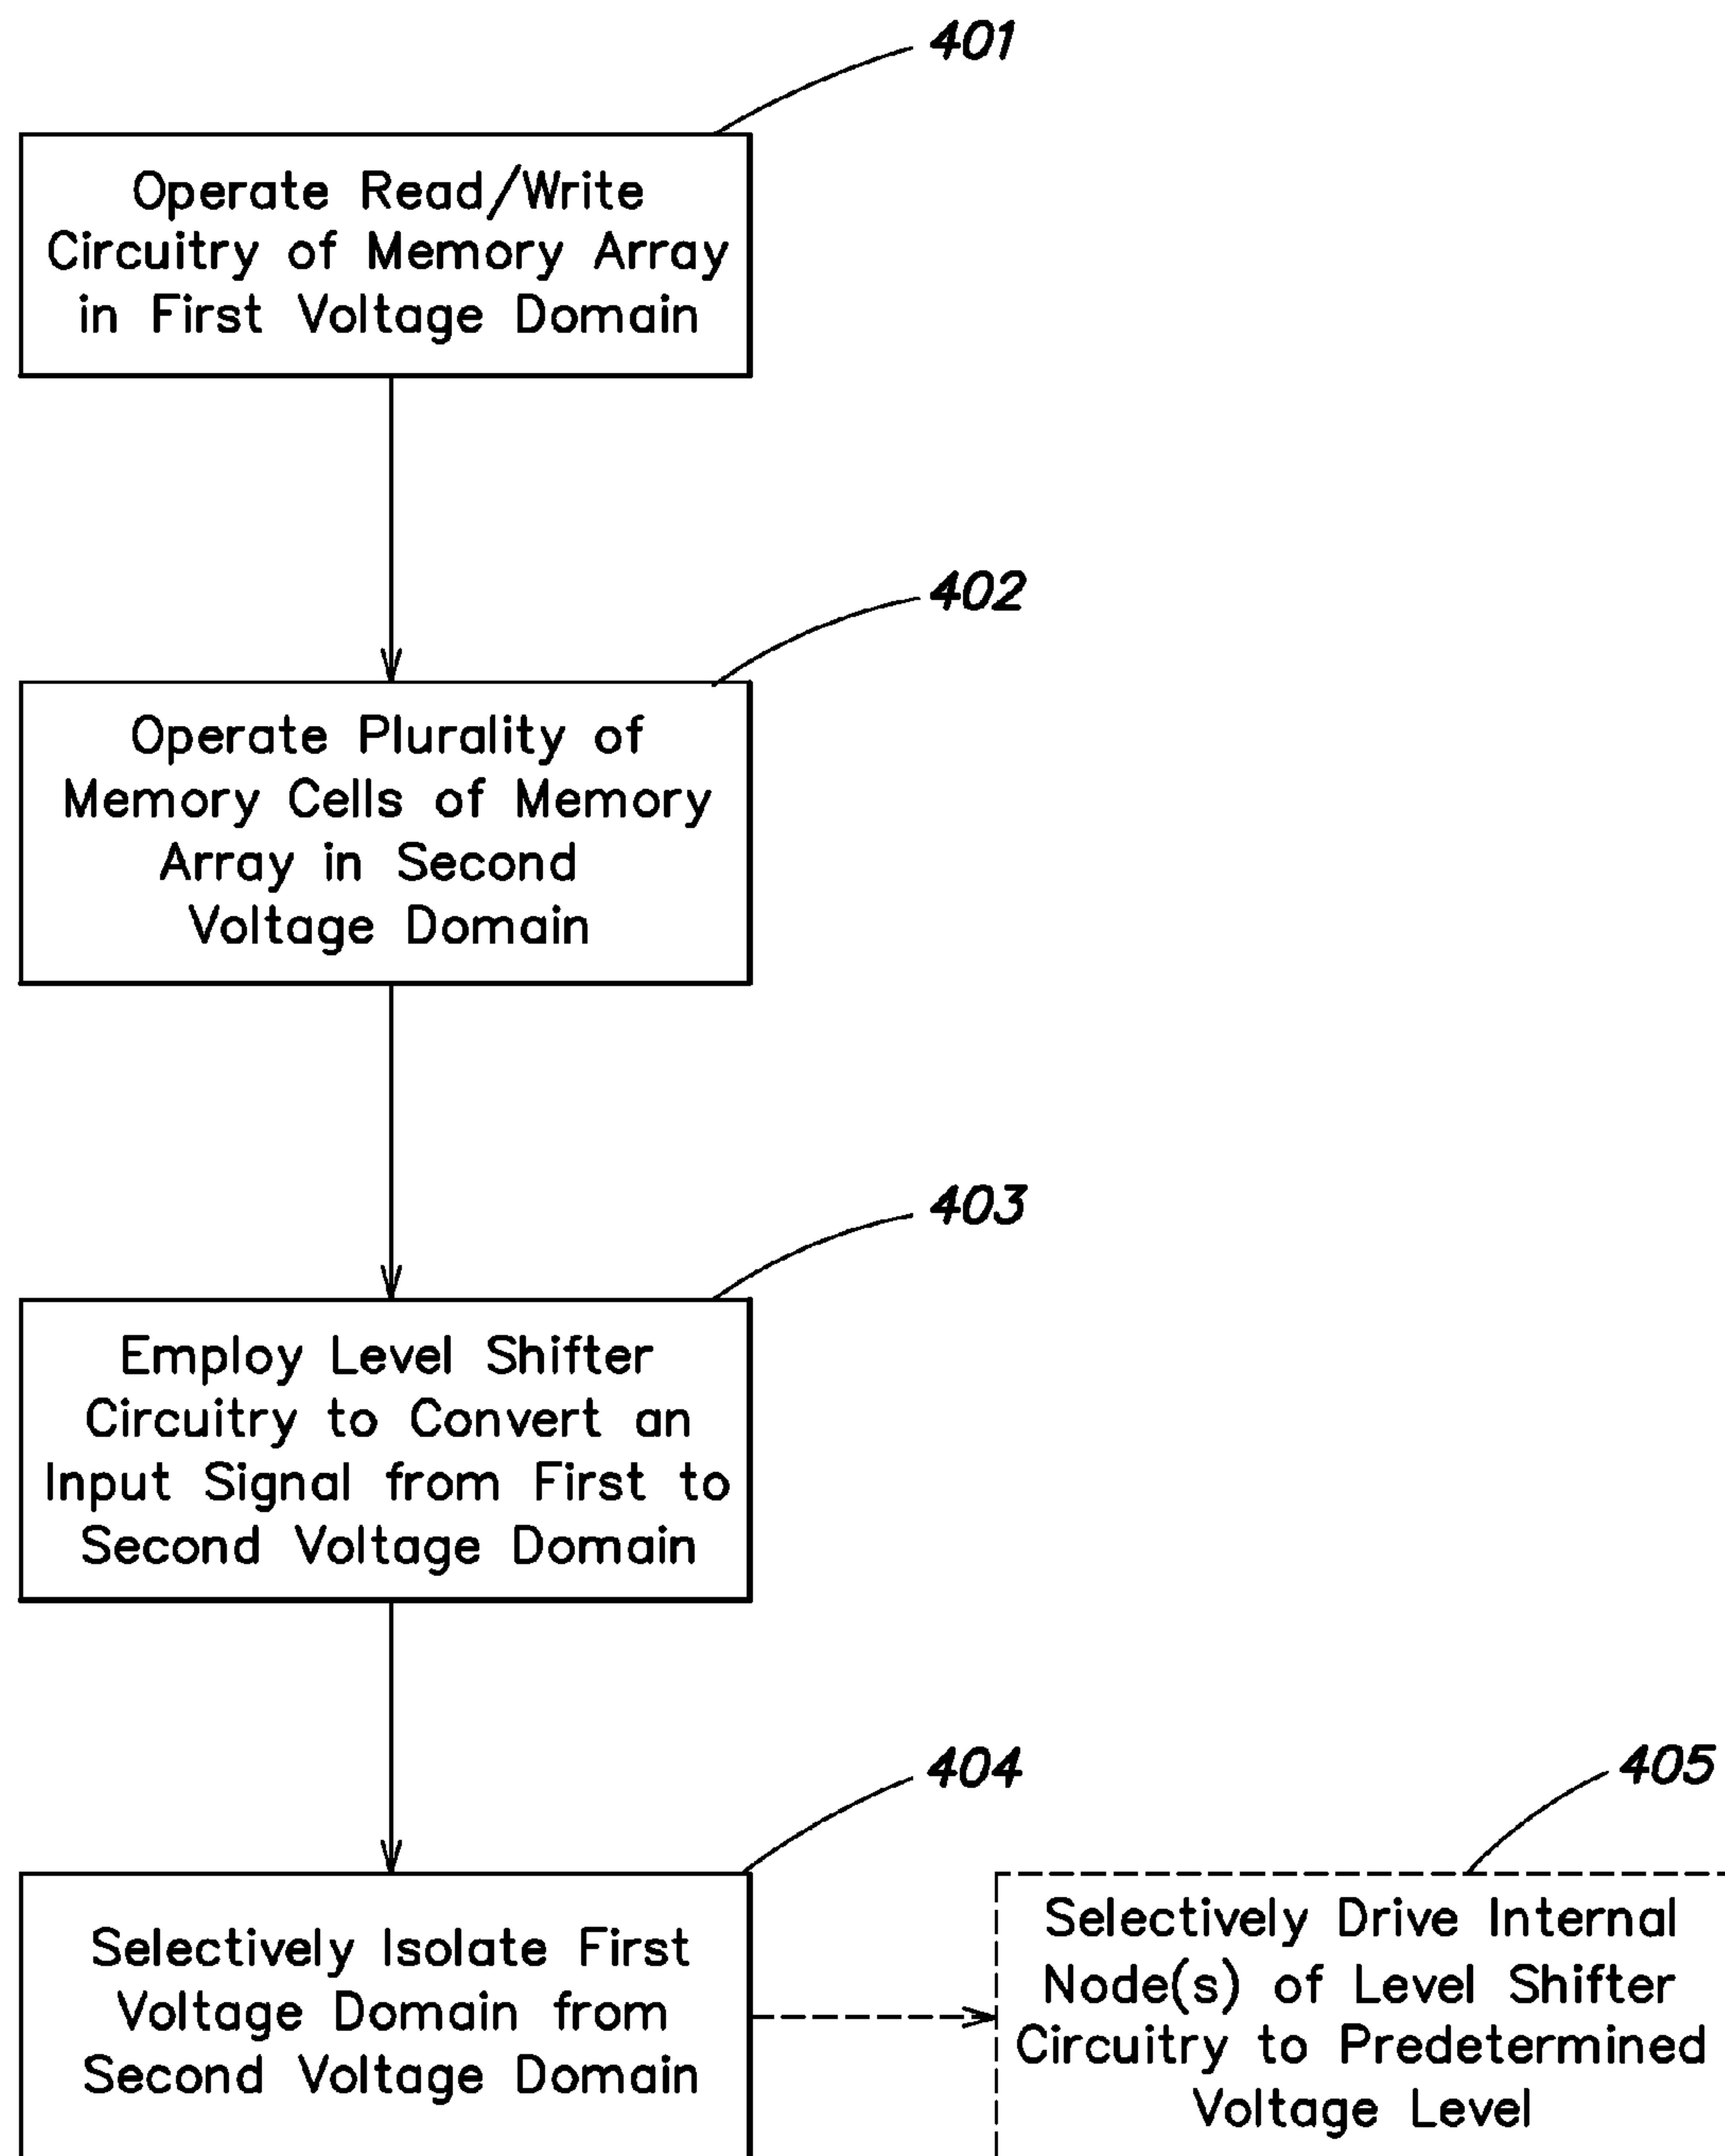 401
Operate Read/Write
Circuitry of Memory Array
in First Voltage Domain
402
Operate Plurality of
Memory Cells of Memory
Array in Second
Voltage Domain
403
Employ Level Shifter
Circuitry to Convert an
Input Signal from First to
Second Voltage Domain
404
Selectively Isolate First
Voltage Domain from
Second Voltage Domain
405
Selectively Drive Internal
Node(s) of Level Shifter
Circuitry to Predetermined
Voltage Level